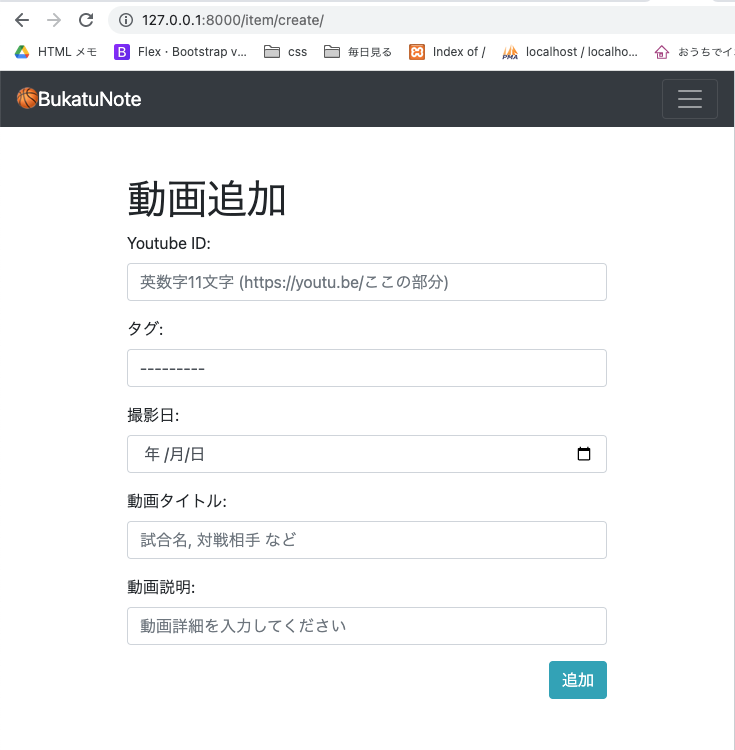 127.0.0.1:8000/item/create/
HTML メモ
B Flex · Bootstrap v...
css
毎日見る
Index of /
PMA localhost / localho...
おうちでイ
BukatuNote
動画追加
Youtube ID:
英数字11文字 (https://youtu.be/ここの部分)
タグ:
---------
撮影日:
年 /月/日
動画タイトル:
試合名, 対戦相手 など
動画説明:
動画詳細を入力してください
追加